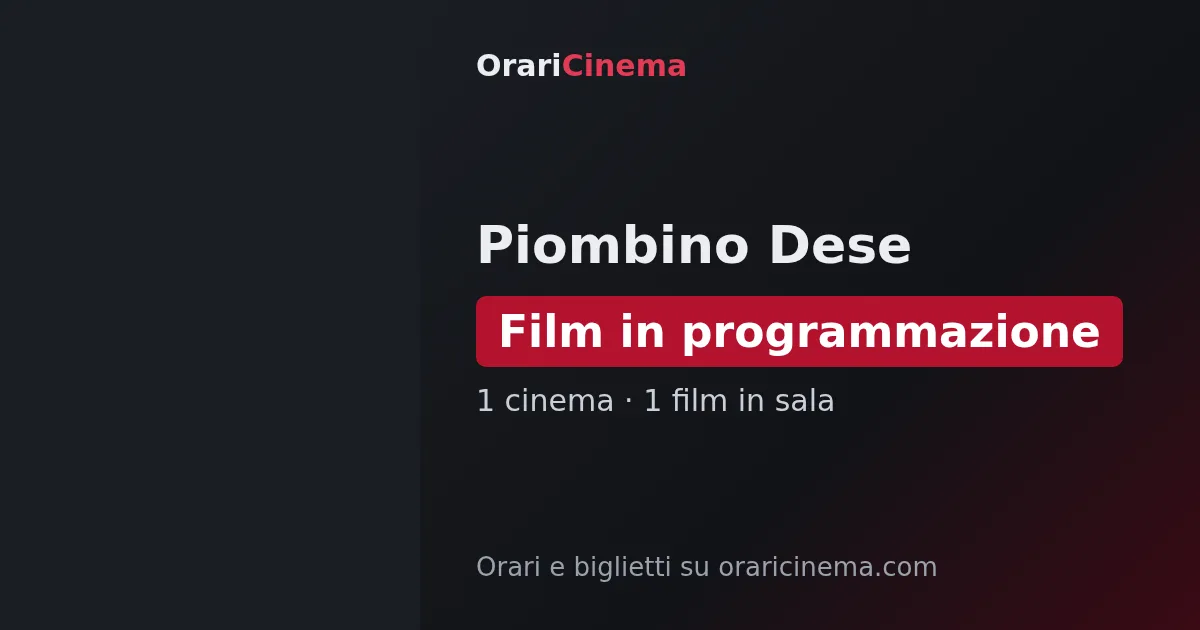 OrariCinema
Piombino Dese
Film in programmazione
1 cinema · 1 film in sala
Orari e biglietti su oraricinema.com